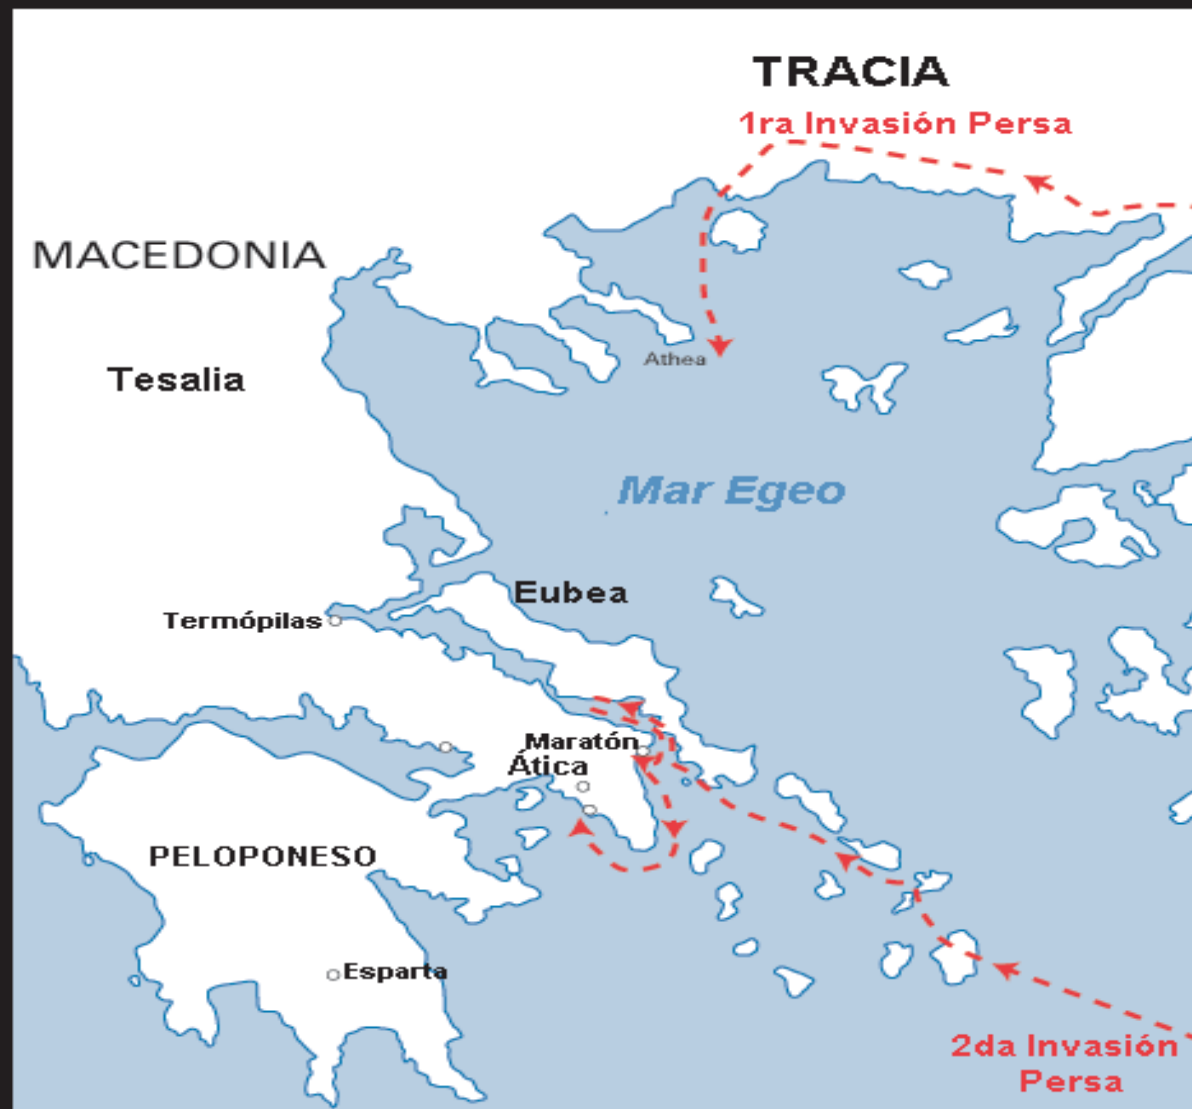 TRACIA
1ra Invasión Persa
MACEDONIA
Athea
Tesalia
Mar Egeo
Eubea
Termópilas
Maratón
Ática
PELOPONESO
Esparta
2da Invasión
Persa